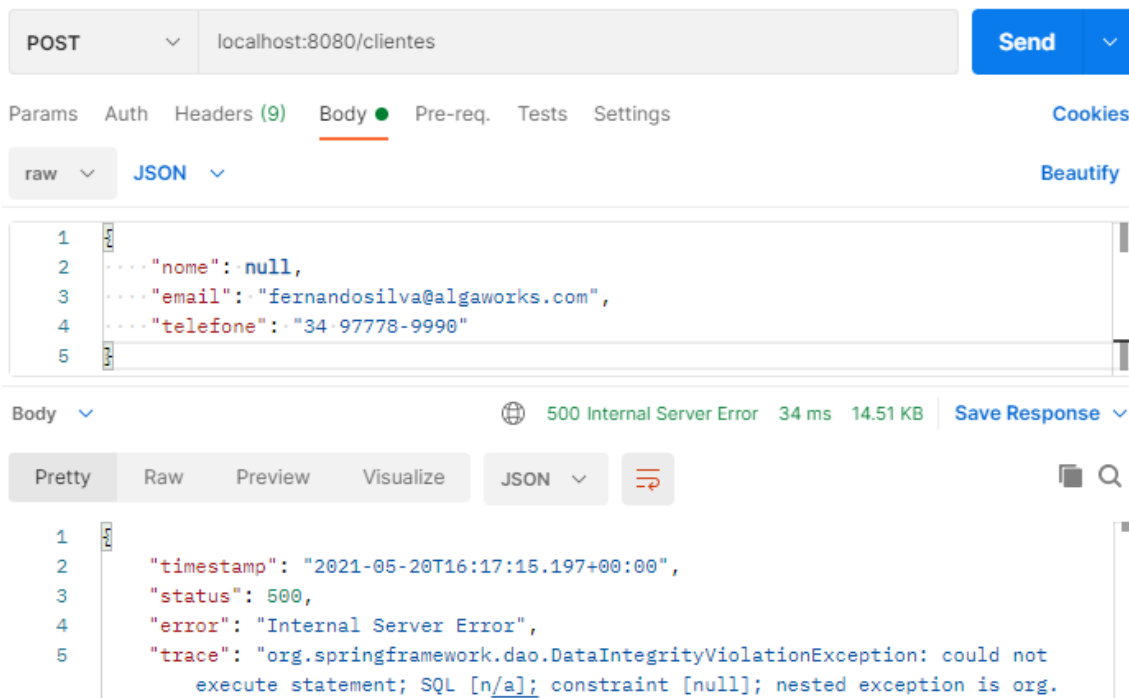 POST localhost:8080/clientes Send
Params Auth Headers (9) Body Pre-req. Tests Settings Cookies
raw JSON Beautify
1 {
2 "nome": null,
3 "email": "fernandosilva@algaworks.com",
4 "telefone": "34 97778-9990"
5 }
Body 500 Internal Server Error 34 ms 14.51 KB Save Response
Pretty Raw Preview Visualize JSON
1 {
2 "timestamp": "2021-05-20T16:17:15.197+00:00",
3 "status": 500,
4 "error": "Internal Server Error",
5 "trace": "org.springframework.dao.DataIntegrityViolationException: could not
execute statement; SQL [n/a]; constraint [null]; nested exception is org.